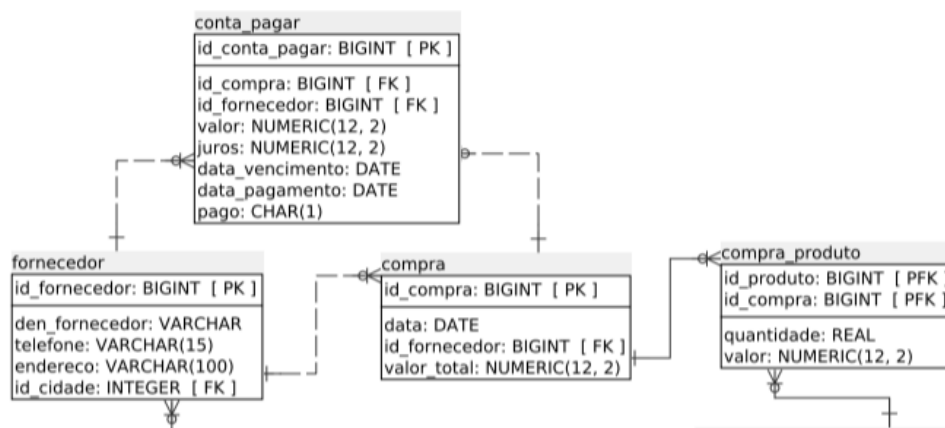 conta_pagar
id_conta_pagar: BIGINT [ PK ]
id_compra: BIGINT [ FK ]
id_fornecedor: BIGINT [ FK ]
valor: NUMERIC(12, 2)
juros: NUMERIC(12, 2)
data_vencimento: DATE
data_pagamento: DATE
pago: CHAR(1)
fornecedor
id_fornecedor: BIGINT [ PK ]
den_fornecedor: VARCHAR
telefone: VARCHAR(15)
endereco: VARCHAR(100)
id_cidade: INTEGER [ FK ]
compra
id_compra: BIGINT [ PK ]
data: DATE
id_fornecedor: BIGINT [ FK ]
valor_total: NUMERIC(12, 2)
compra_produto
id_produto: BIGINT [ PFK ]
id_compra: BIGINT [ PFK ]
quantidade: REAL
valor: NUMERIC(12, 2)